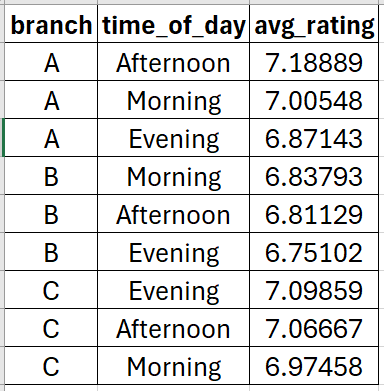 branch time_of_day avg_rating
A Afternoon 7.18889
A Morning 7.00548
A Evening 6.87143
B Morning 6.83793
B Afternoon 6.81129
B Evening 6.75102
C Evening 7.09859
C Afternoon 7.06667
C Morning 6.97458